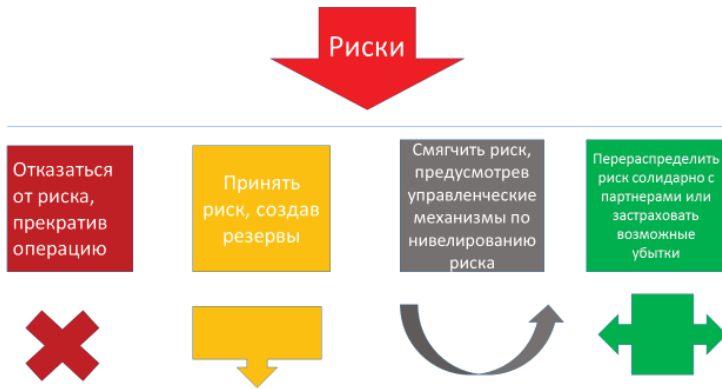 Риски
Отказаться
от риска,
прекратив
операцию
Принять
риск, создав
резервы
Смягчить риск,
предусмотрев
управленческие
механизмы по
нивелированию
риска
Перераспределить
риск солидарно с
партнерами или
застраховать
возможные
убытки